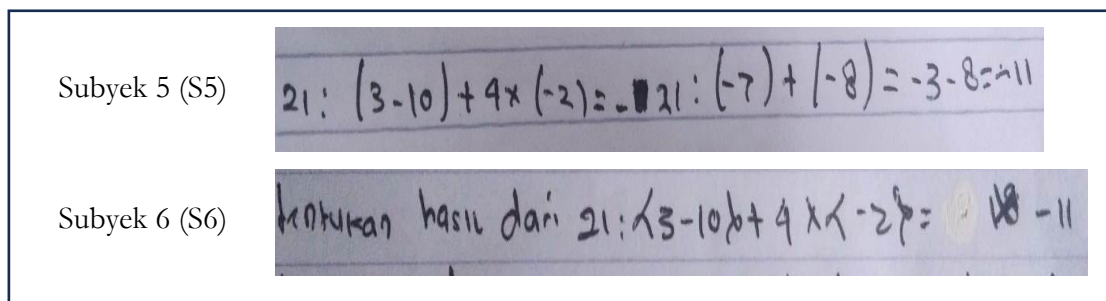 Subyek 5 (S5)
21 : (3-10) + 4 x (-2) = - 21 : (-7) + (-8) = -3 - 8 = -11
Subyek 6 (S6)
tentukan hasil dari 21 : (3-10) + 4 x (-2) = -11